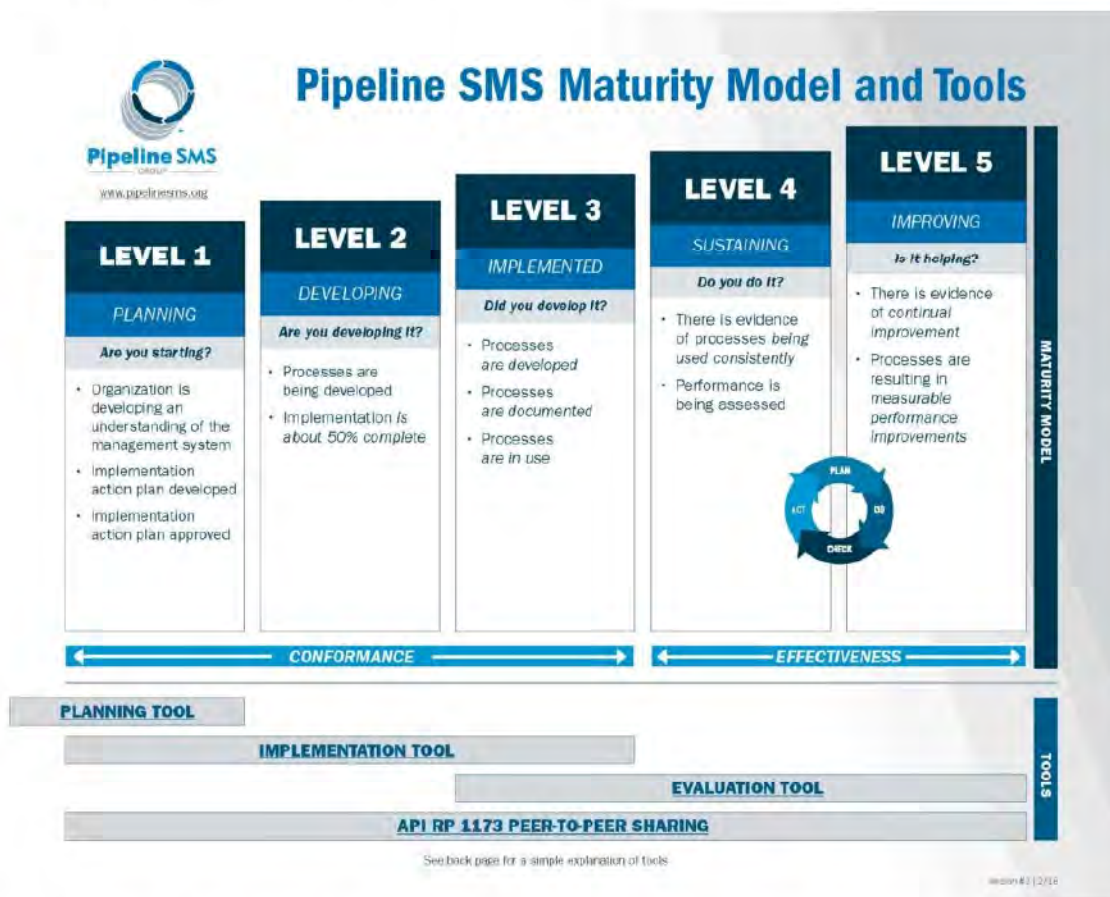 Pipeline SMS Maturity Model and Tools
Pipeline SMS
GROUP
www.pipelinesms.org
LEVEL 1
PLANNING
Are you starting?
• Organization is
developing an
understanding of the
management system
• Implementation
action plan developed
• Implementation
action plan approved
LEVEL 2
DEVELOPING
Are you developing it?
• Processes are
being developed
• Implementation is
about 50% complete
LEVEL 3
IMPLEMENTED
Did you develop it?
• Processes
are developed
• Processes
are documented
• Processes
are in use
LEVEL 4
SUSTAINING
Do you do it?
• There is evidence
of processes being
used consistently
• Performance is
being assessed
LEVEL 5
IMPROVING
Is it helping?
• There is evidence
of continual
improvement
• Processes are
resulting in
measurable
performance
improvements
PLAN
DO
CHECK
ACT
MATURITY MODEL
CONFORMANCE
EFFECTIVENESS
PLANNING TOOL
IMPLEMENTATION TOOL
EVALUATION TOOL
API RP 1173 PEER-TO-PEER SHARING
TOOLS
See back page for a simple explanation of tools